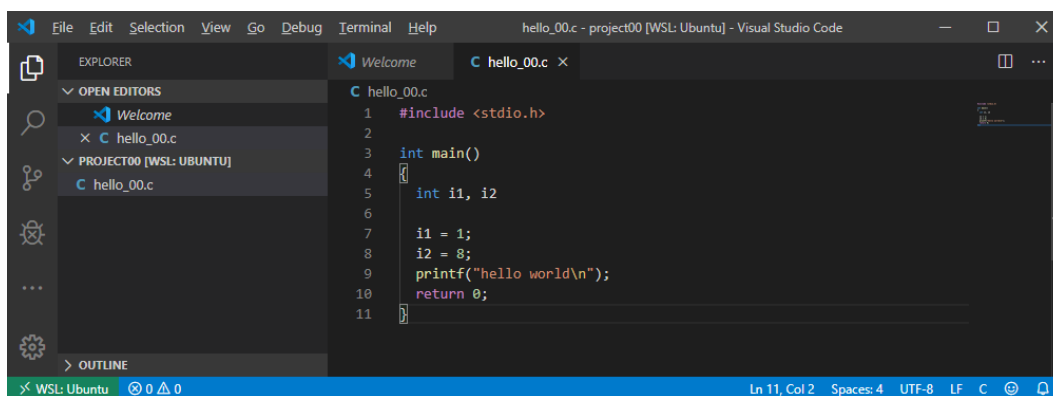 File Edit Selection View Go Debug Terminal Help hello_00.c - project00 [WSL: Ubuntu] - Visual Studio Code
EXPLORER
OPEN EDITORS
Welcome
C hello_00.c
PROJECT00 [WSL: UBUNTU]
C hello_00.c
OUTLINE
Welcome C hello_00.c
C hello_00.c
1 #include <stdio.h>
2
3 int main()
4 {
5 int i1, i2
6
7 i1 = 1;
8 i2 = 8;
9 printf("hello world\n");
10 return 0;
11 }
WSL: Ubuntu 0 0 Ln 11, Col 2 Spaces: 4 UTF-8 LF C